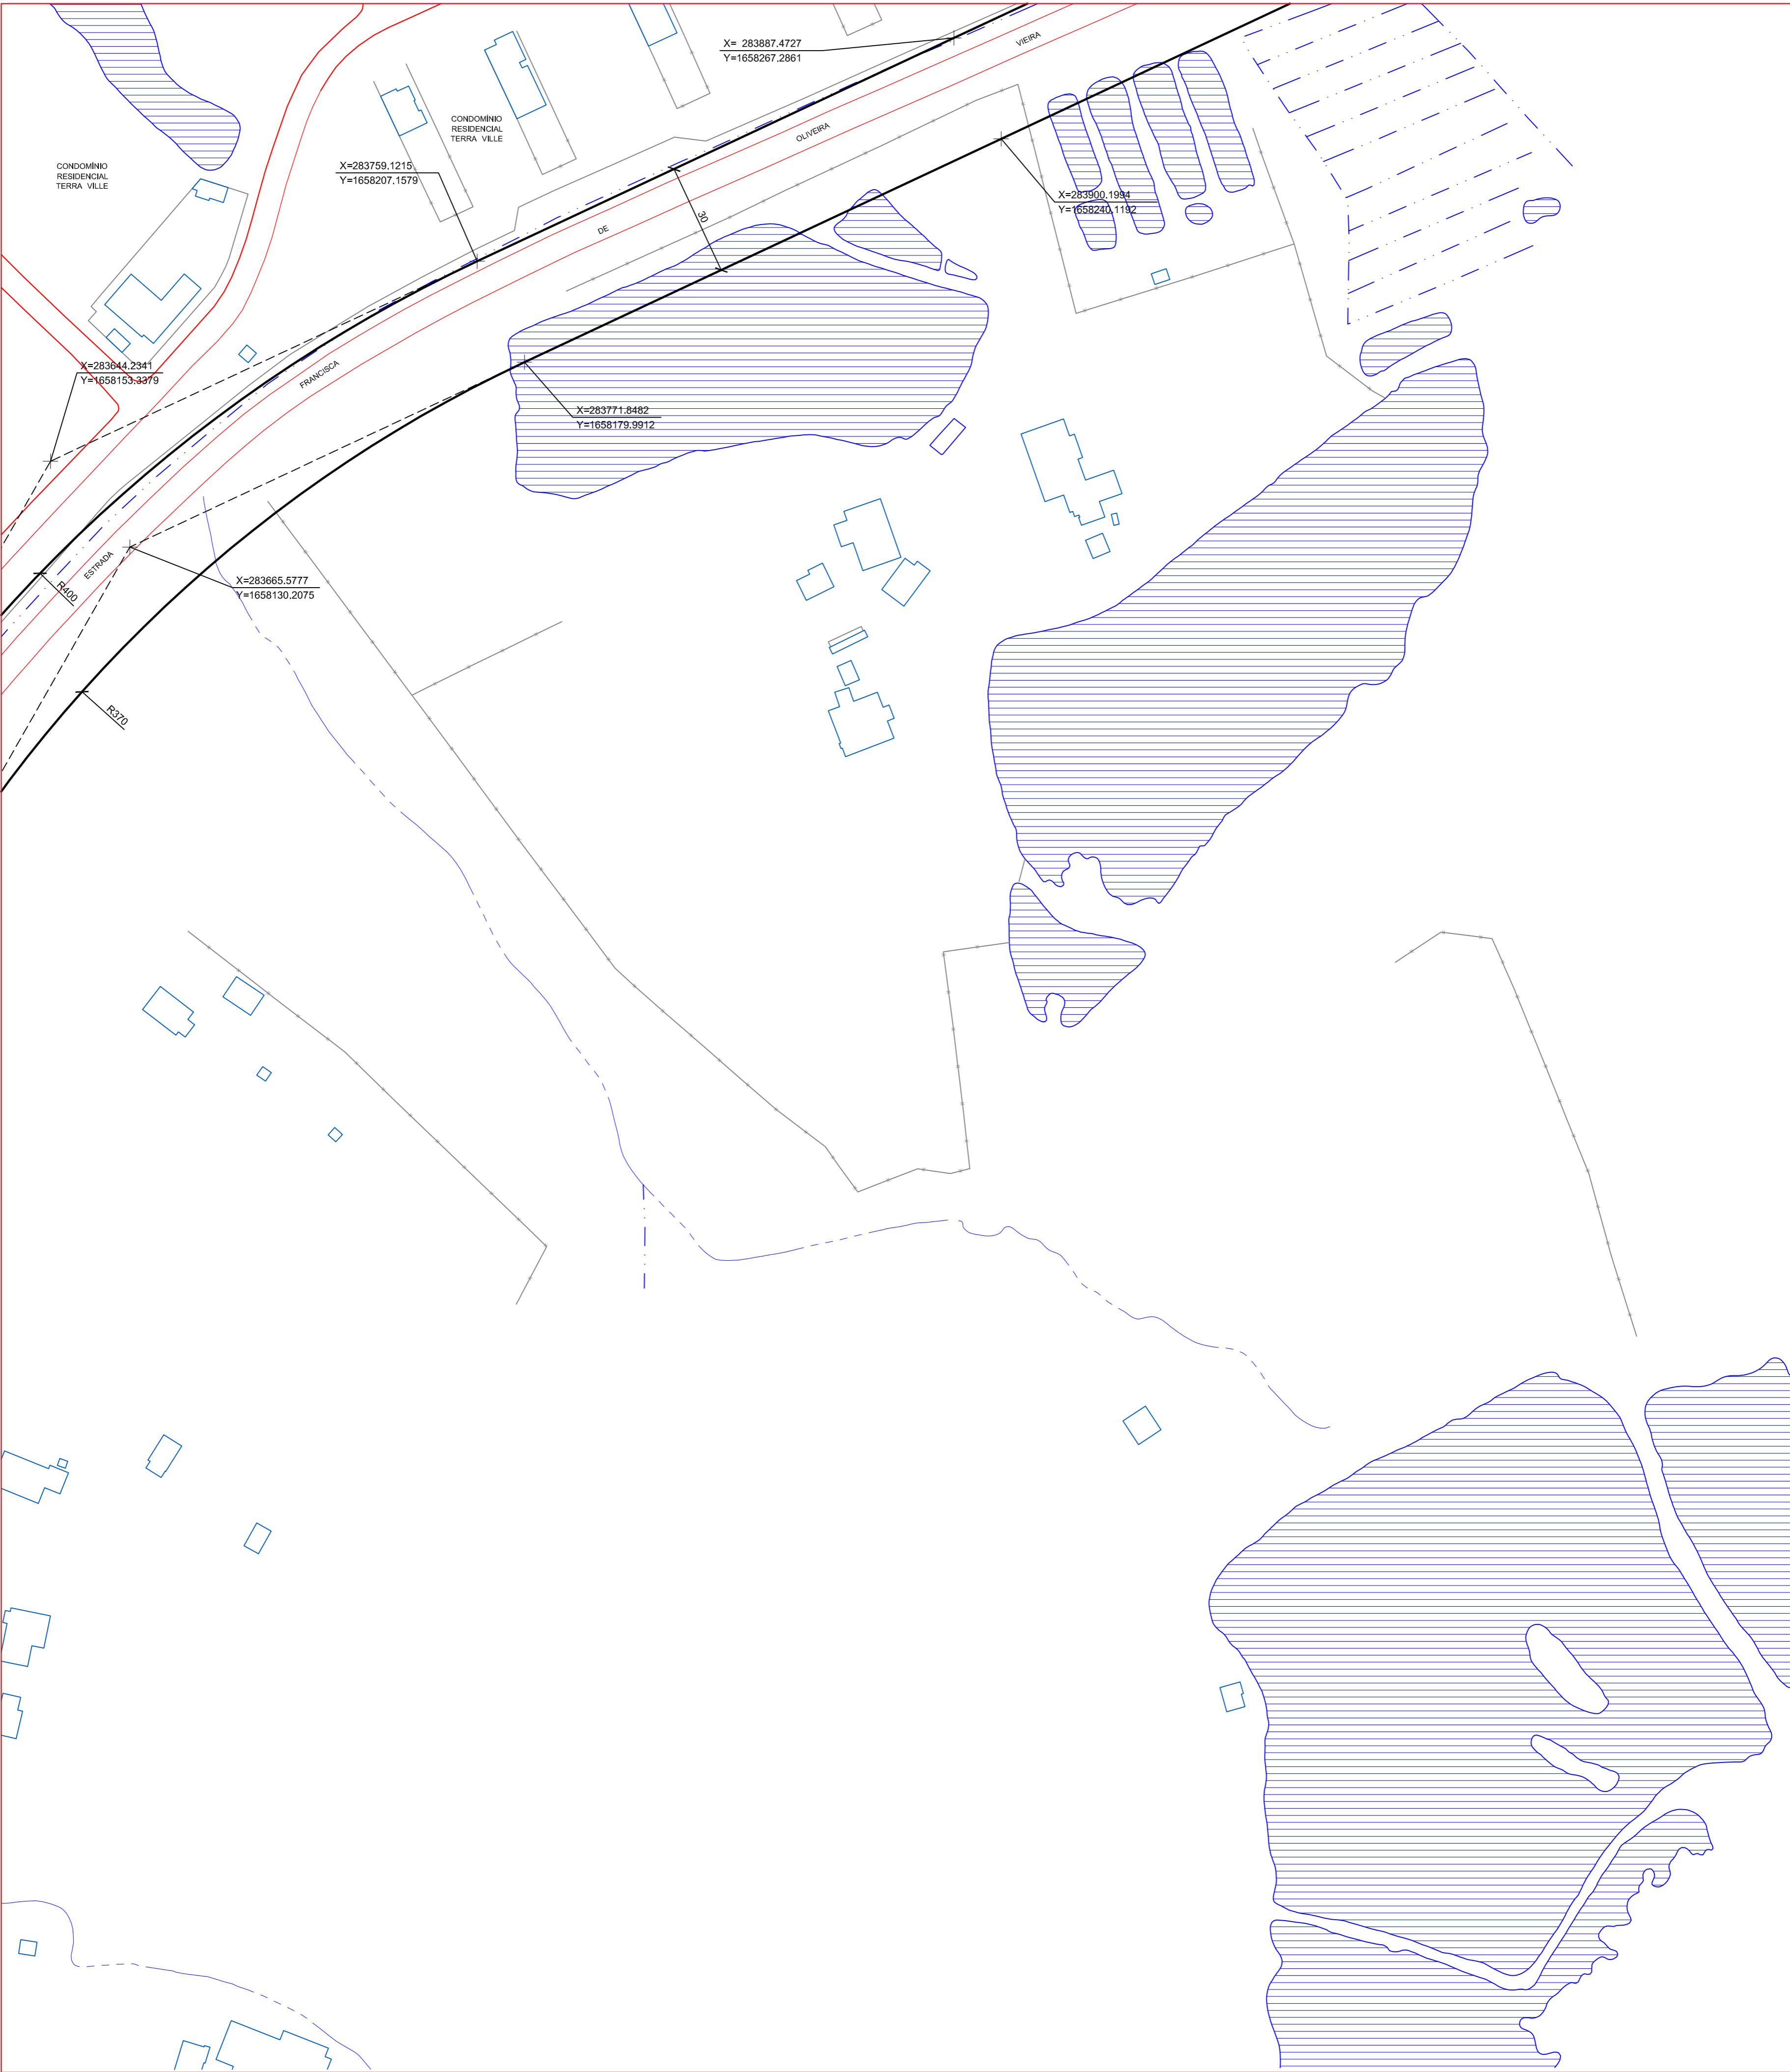 X= 283887.4727
Y=1658267.2861
VIEIRA
CONDOMÍNIO
RESIDENCIAL
TERRA VILLE
OLIVEIRA
CONDOMÍNIO
RESIDENCIAL
TERRA VILLE
X=283759.1215
Y=1658207.1579
X=283900.1994
Y=1658240.1192
30
DE
X=283644.2341
Y=1658153.3379
FRANCISCA
X=283771.8482
Y=1658179.9912
ESTRADA
X=283665.5777
Y=1658130.2075
R400
R370